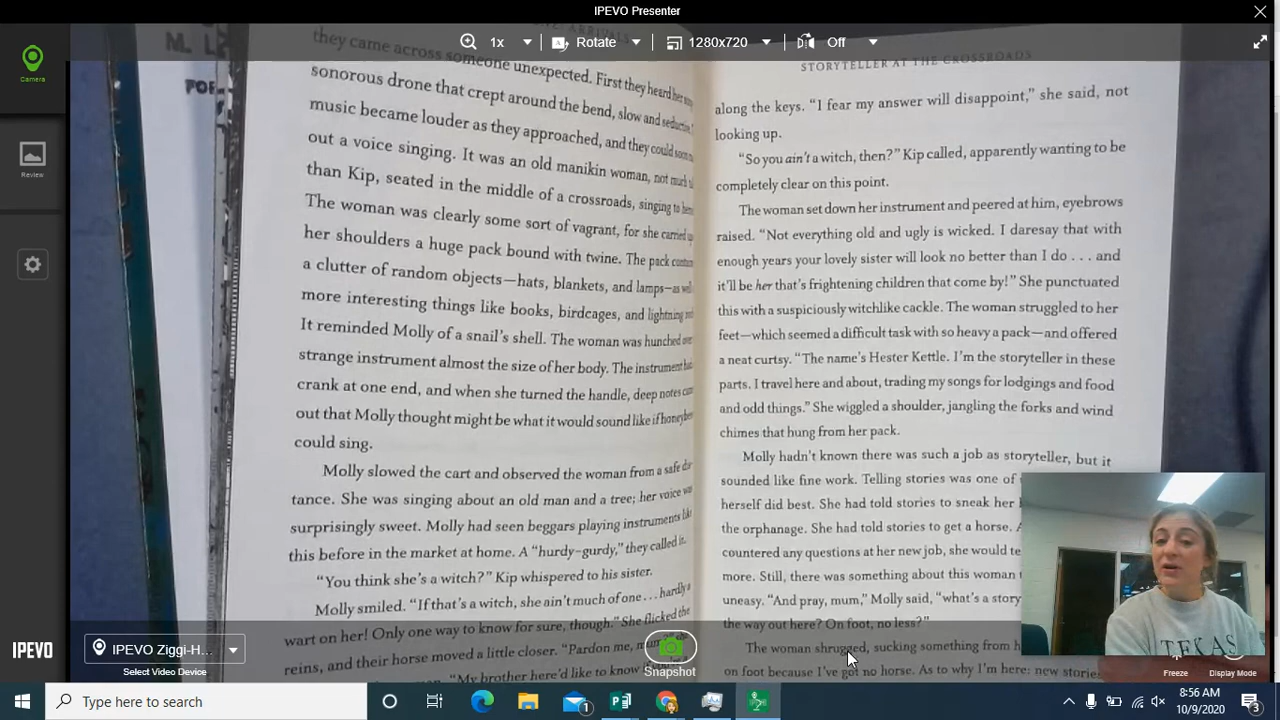 IPEVO Presenter
1x
Rotate
1280x720
Off
Camera
Review
M. L
FOR
ARRIVALS
they came across someone unexpected. First they heard her
sonorous drone that crept around the bend, slow and seductive.
music became louder as they approached, and they could soon
out a voice singing. It was an old manikin woman, not much
than Kip, seated in the middle of a crossroads, singing to
The woman was clearly some sort of vagrant, for she carried
her shoulders a huge pack bound with twine. The pack
a clutter of random objects—hats, blankets, and lamps—as
more interesting things like books, birdcages, and lightning
It reminded Molly of a snail's shell. The woman was hunched over
strange instrument almost the size of her body. The instrument
crank at one end, and when she turned the handle, deep notes
out that Molly thought might be what it would sound like if
could sing.
Molly slowed the cart and observed the woman from a safe
tance. She was singing about an old man and a tree; her voice was
surprisingly sweet. Molly had seen beggars playing instruments like
this before in the market at home. A "hurdy-gurdy," they called it.
"You think she's a witch?" Kip whispered to his sister.
Molly smiled. "If that's a witch, she ain't much of one . . . hardly a
wart on her! Only one way to know for sure, though." She flicked the
reins, and their horse moved a little closer. "Pardon me, mum?"
"My brother here'd like to know if
STORYTELLER AT THE CROSSROADS
along the keys. "I fear my answer will disappoint," she said, not
looking up.
"So you ain't a witch, then?" Kip called, apparently wanting to be
completely clear on this point.
The woman set down her instrument and peered at him, eyebrows
raised. "Not everything old and ugly is wicked. I daresay that with
enough years your lovely sister will look no better than I do . . . and
it'll be her that's frightening children that come by!" She punctuated
this with a suspiciously witchlike cackle. The woman struggled to her
feet—which seemed a difficult task with so heavy a pack—and offered
a neat curtsy. "The name's Hester Kettle. I'm the storyteller in these
parts. I travel here and about, trading my songs for lodgings and food
and odd things." She wiggled a shoulder, jangling the forks and wind
chimes that hung from her pack.
Molly hadn't known there was such a job as storyteller, but it
sounded like fine work. Telling stories was one of
herself did best. She had told stories to sneak her
the orphanage. She had told stories to get a horse.
countered any questions at her new job, she would
more. Still, there was something about this woman
uneasy. "And pray, mum," Molly said, "what's a
the way out here? On foot, no less?"
The woman shrugged, sucking something from
on foot because I've got no horse. As to why I'm here: new
TEXAS
IPEVO
IPEVO Ziggi-H...
Select Video Device
Snapshot
Freeze
Display Mode
Type here to search
1
8:56 AM
10/9/2020
3